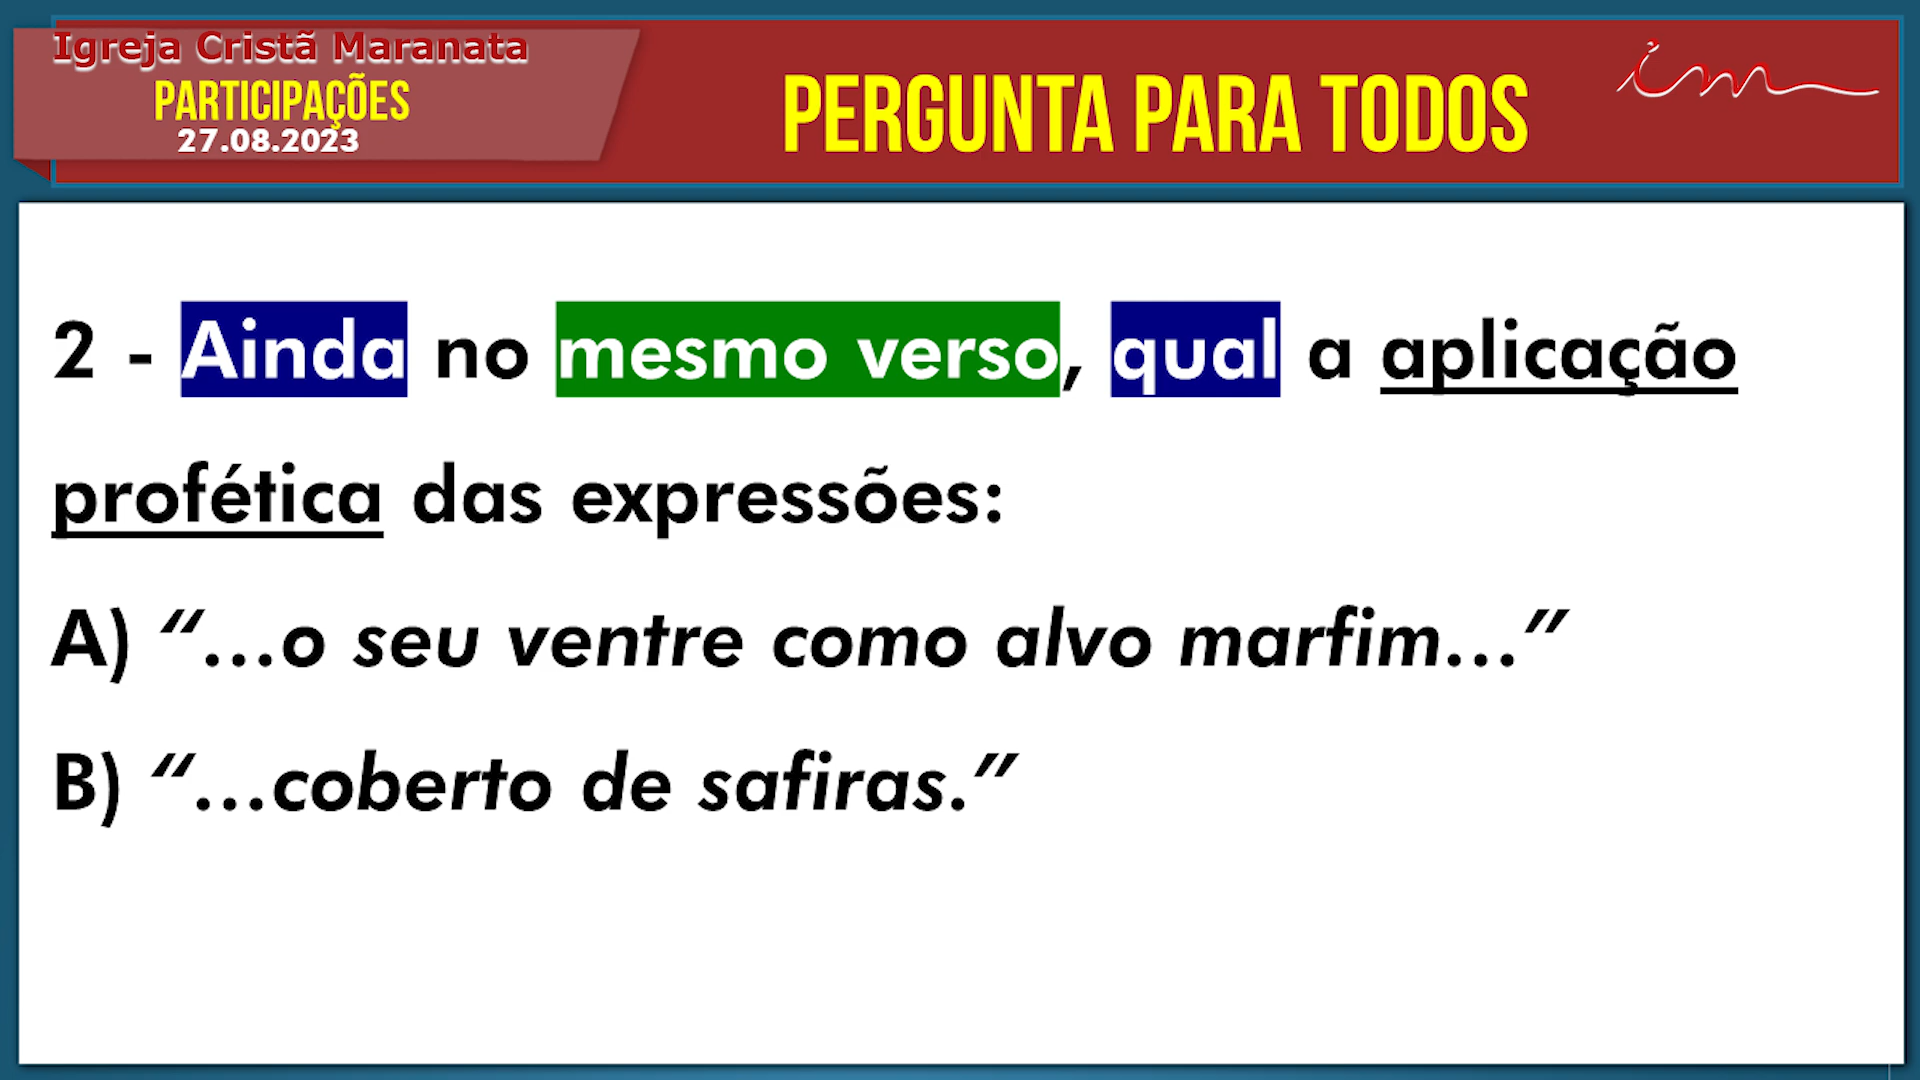 Igreja Cristã Maranata
PARTICIPAÇÕES
27.08.2023
PERGUNTA PARA TODOS
im
2 - Ainda no mesmo verso, qual a aplicação
profética das expressões:
A) “...o seu ventre como alvo marfim...”
B) “...coberto de safiras.”